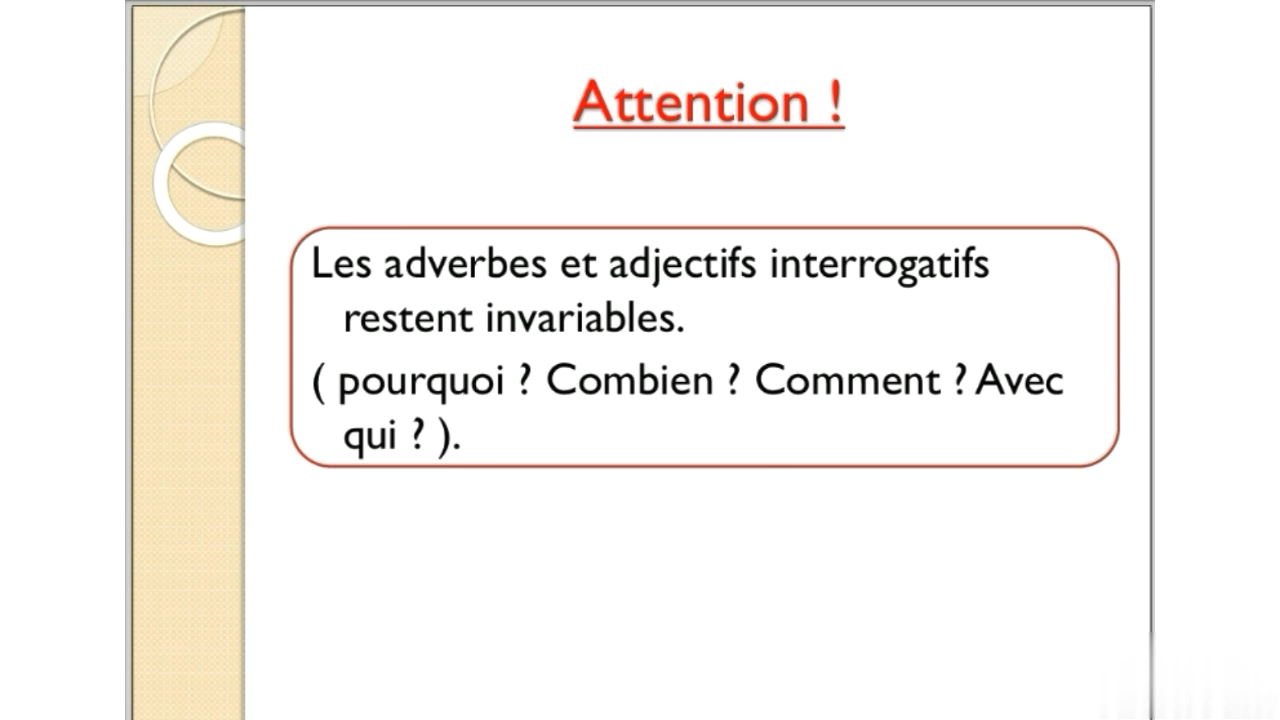 Attention !
Les adverbes et adjectifs interrogatifs
restent invariables.
( pourquoi ? Combien ? Comment ? Avec
qui ? ).